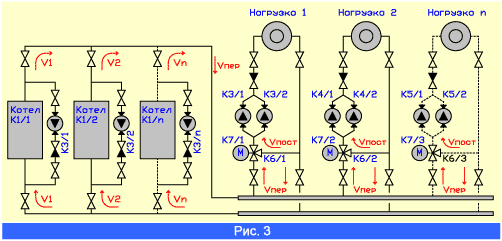 Нагрузка 1
Нагрузка 2
Нагрузка n
V1
V2
Vn
Vпер
К3/1
К3/2
К4/1
К4/2
К5/1
К5/2
Котел
К1/1
Котел
К1/2
Котел
К1/n
К3/1
К3/2
К3/n
К7/1
К7/2
К7/3
Vпост
Vпост
Vпост
М
М
М
К6/1
К6/2
К6/3
V1
V2
Vn
Vпер
Vпер
Vпер
Рис. 3